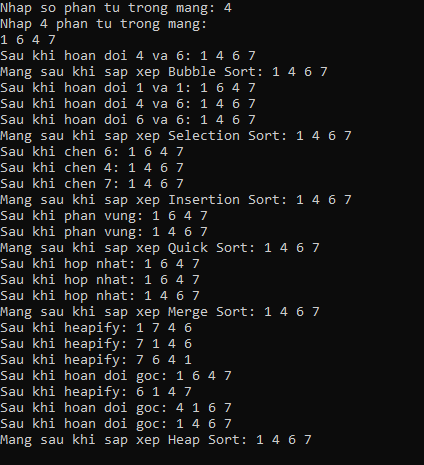 Nhap so phan tu trong mang: 4
Nhap 4 phan tu trong mang:
1 6 4 7
Sau khi hoan doi 4 va 6: 1 4 6 7
Mang sau khi sap xep Bubble Sort: 1 4 6 7
Sau khi hoan doi 1 va 1: 1 6 4 7
Sau khi hoan doi 4 va 6: 1 4 6 7
Sau khi hoan doi 6 va 6: 1 4 6 7
Mang sau khi sap xep Selection Sort: 1 4 6 7
Sau khi chen 6: 1 6 4 7
Sau khi chen 4: 1 4 6 7
Sau khi chen 7: 1 4 6 7
Mang sau khi sap xep Insertion Sort: 1 4 6 7
Sau khi phan vung: 1 6 4 7
Sau khi phan vung: 1 4 6 7
Mang sau khi sap xep Quick Sort: 1 4 6 7
Sau khi hop nhat: 1 6 4 7
Sau khi hop nhat: 1 6 4 7
Sau khi hop nhat: 1 4 6 7
Mang sau khi sap xep Merge Sort: 1 4 6 7
Sau khi heapify: 1 7 4 6
Sau khi heapify: 7 1 4 6
Sau khi heapify: 7 6 4 1
Sau khi hoan doi goc: 1 6 4 7
Sau khi heapify: 6 1 4 7
Sau khi hoan doi goc: 4 1 6 7
Sau khi hoan doi goc: 1 4 6 7
Mang sau khi sap xep Heap Sort: 1 4 6 7